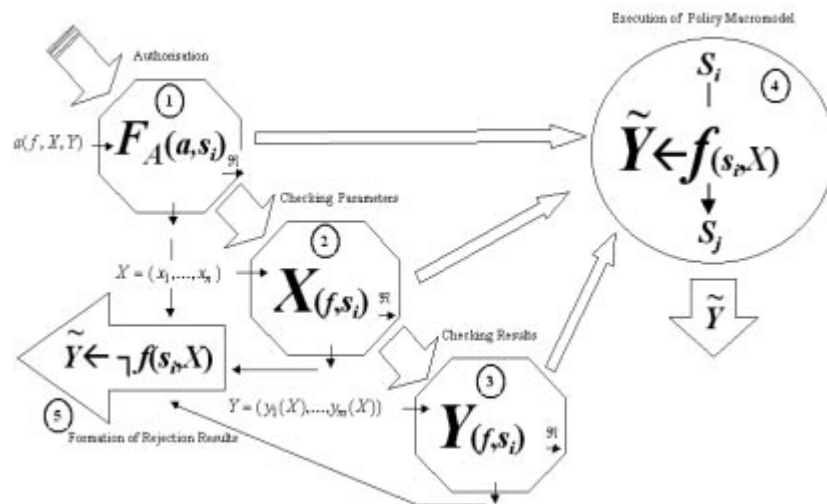 Execution of Policy Macromodel
Authorisation
1
4
S_i
a(f, X, Y)
F_A(a,s_i)
ℜ
Ỹ←f(s_i,X)
Checking Parameters
2
S_j
X = (x_1,...,x_n)
X(f,s_i)
ℜ
Ỹ
Checking Results
Ỹ← ¬f(s_i,X)
3
5
Y = (y_1(X),...,y_m(X))
Y(f,s_i)
ℜ
Formation of Rejection Results